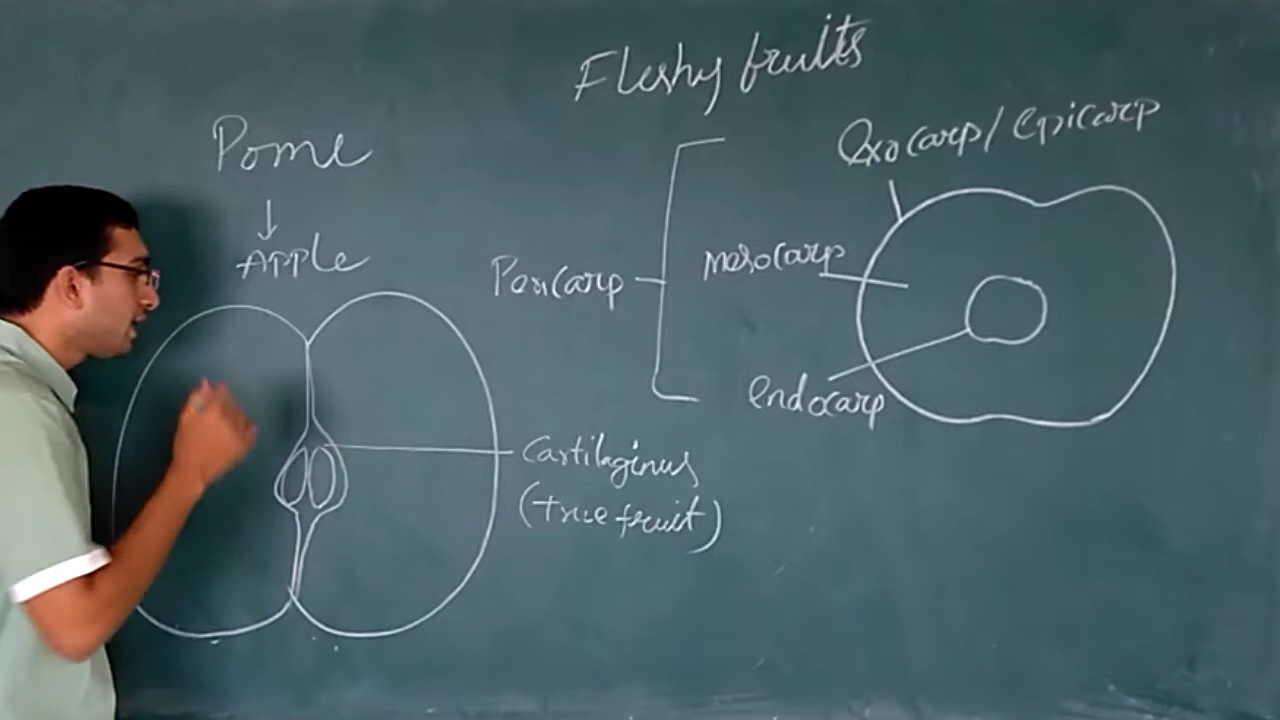 Fleshy fruits
Pome
Apple
Exocarp/epicarp
Mesocarp
Pericarp
endocarp
Cartilaginus
(true fruit)